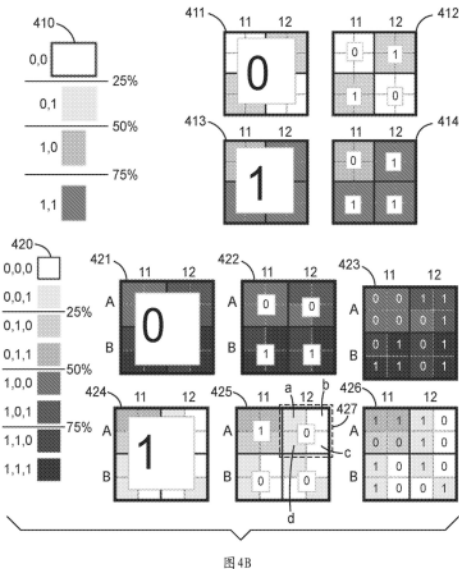 410
0,0
25%
0,1
50%
1,0
75%
1,1
411
11 12
0
412
11 12
0 1
1 0
413
1
414
0 1
1 1
420
0,0,0
0,0,1
25%
0,1,0
0,1,1
50%
1,0,0
1,0,1
75%
1,1,0
1,1,1
421
11 12
A
B
0
422
11 12
A
B
0 0
1 1
423
11 12
A
B
0 0 1 1
0 0 0 1
0 1 0 1
1 1 0 1
424
11 12
A
B
1
425
11 12
a b
427
A
B
1 0
c
0 0
d
426
11 12
A
B
1 1 1 0
0 0 1 0
1 0 1 0
1 0 0 1
图4B